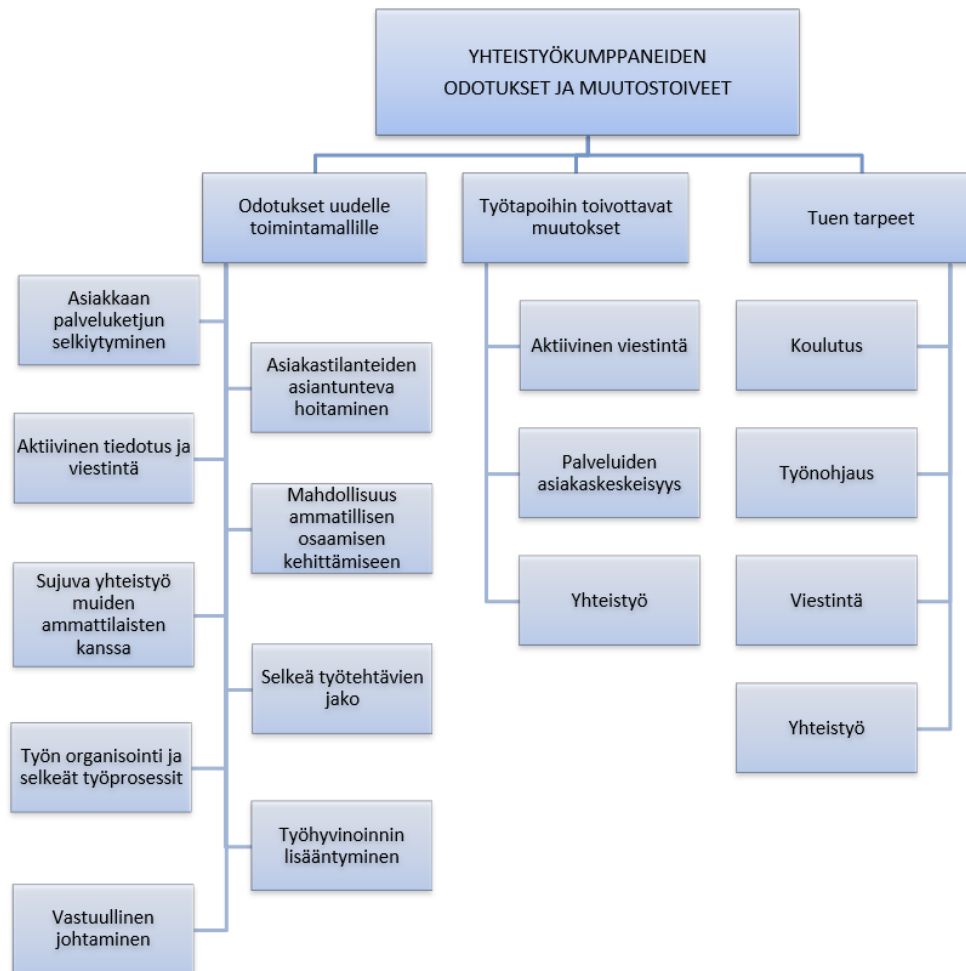 YHTEISTYÖKUMPPANEIDEN
ODOTUKSET JA MUUTOSTOIVEET
Odotukset uudelle
toimintamallille
Asiakkaan
palveluketjun
selkiytyminen
Asiakastilanteiden
asiantunteva
hoitaminen
Aktiivinen tiedotus ja
viestintä
Mahdollisuus
ammatillisen
osaamisen
kehittämiseen
Sujuva yhteistyö
muiden
ammattilaisten
kanssa
Selkeä työtehtävien
jako
Työn organisointi ja
selkeät työprosessit
Työhyvinoinnin
lisääntyminen
Vastuullinen
johtaminen
Työtapoihin toivottavat
muutokset
Aktiivinen viestintä
Palveluiden
asiakaskeskeisyys
Yhteistyö
Tuen tarpeet
Koulutus
Työnohjaus
Viestintä
Yhteistyö